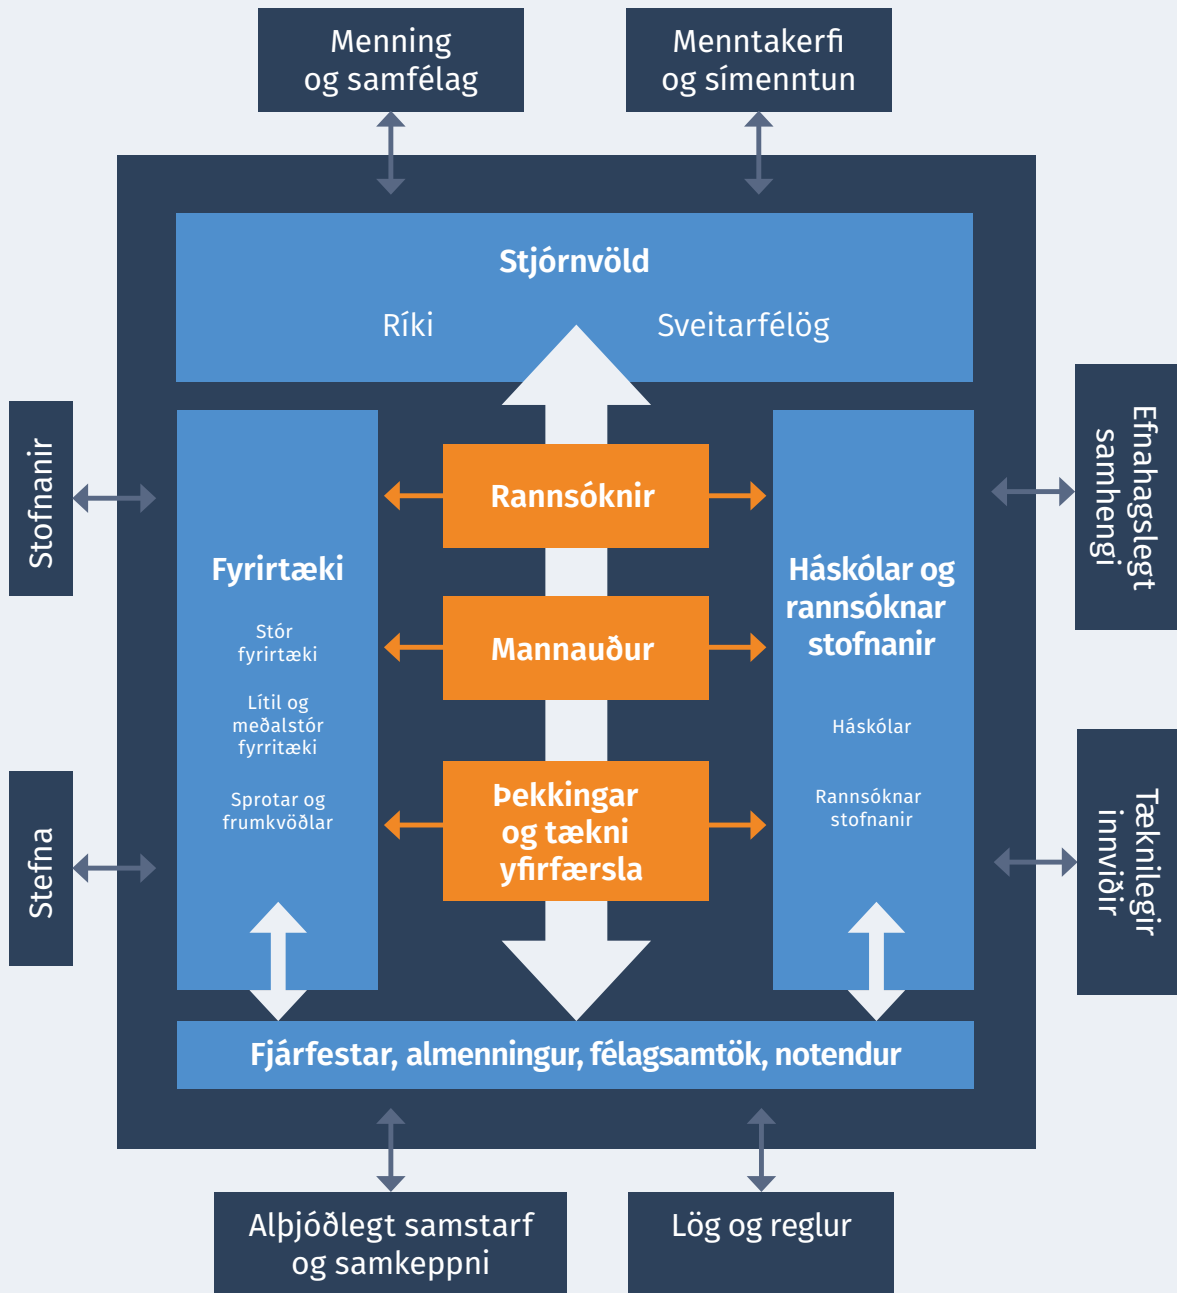 Menning
og samfélag
Menntakerfi
og símenntun
Stjórnvöld
Ríki
Sveitarfélög
Stofnanir
Stefna
Fyrirtæki
Stór
fyrirtæki
Lítil og
meðalstór
fyrritæki
Sprotar og
frumkvöðlar
Rannsóknir
Mannauður
Þekkingar
og tækni
yfirfærsla
Háskólar og
rannsóknar
stofnanir
Háskólar
Rannsóknar
stofnanir
Efnahagslegt
samhengi
Tæknilegir
innviðir
Fjárfestar, almenningur, félagsamtök, notendur
Alþjóðlegt samstarf
og samkeppni
Lög og reglur